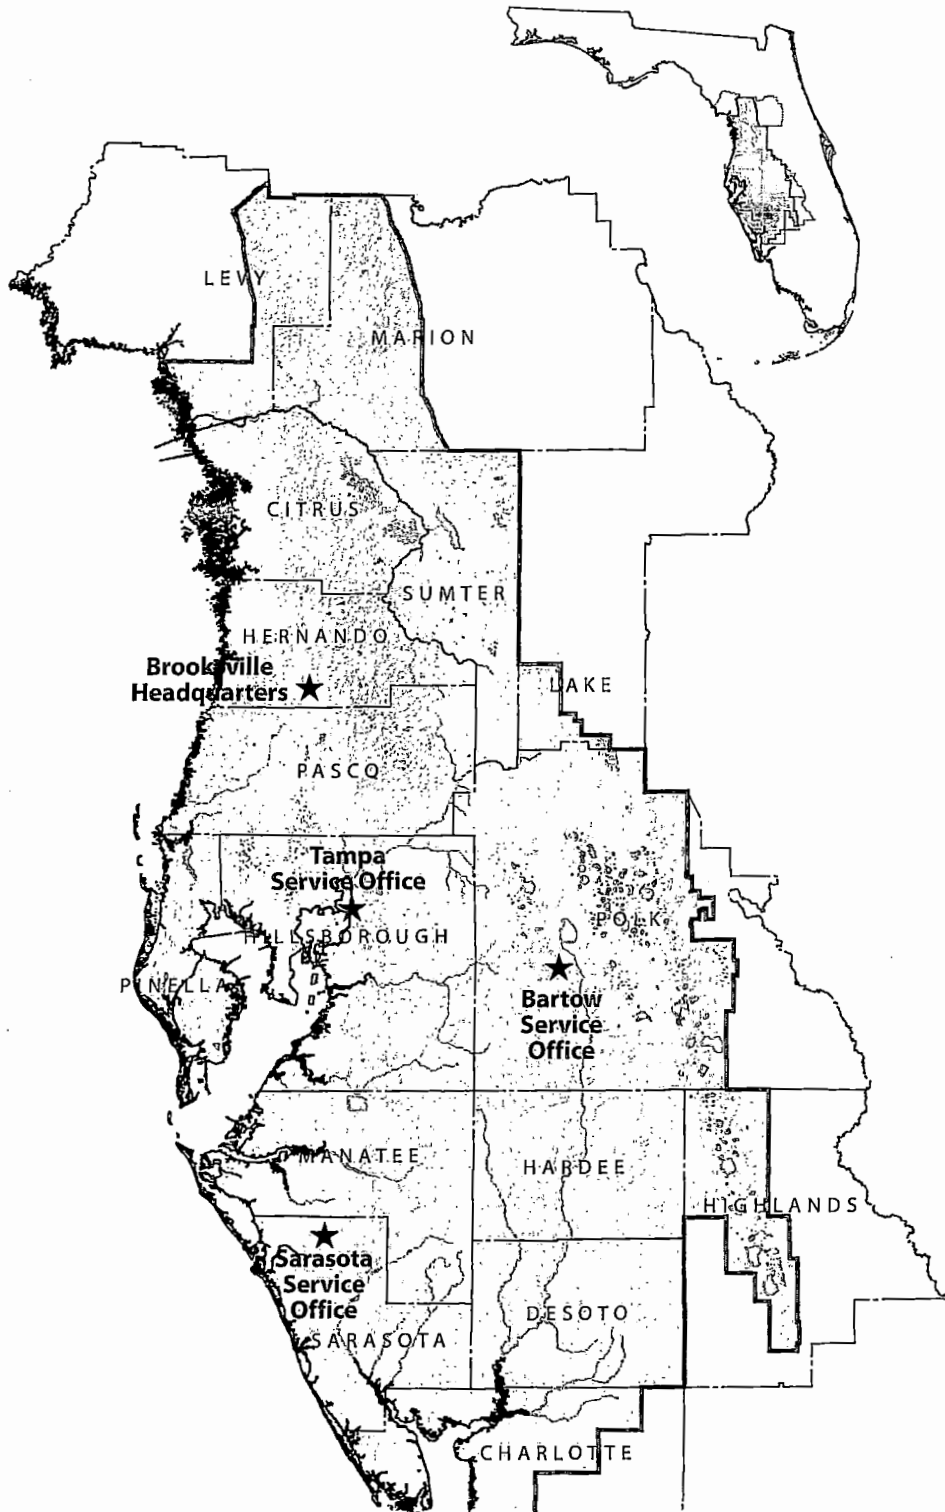 LEVY
MARION
CITRUS
SUMTER
HERNANDO
Brooksville
Headquarters
LAKE
PASCO
Tampa
Service Office
POLK
HILLSBOROUGH
PINELLA
Bartow
Service
Office
MANATEE
HARDEE
HIGHLANDS
Sarasota
Service
Office
DESOTO
SARASOTA
CHARLOTTE